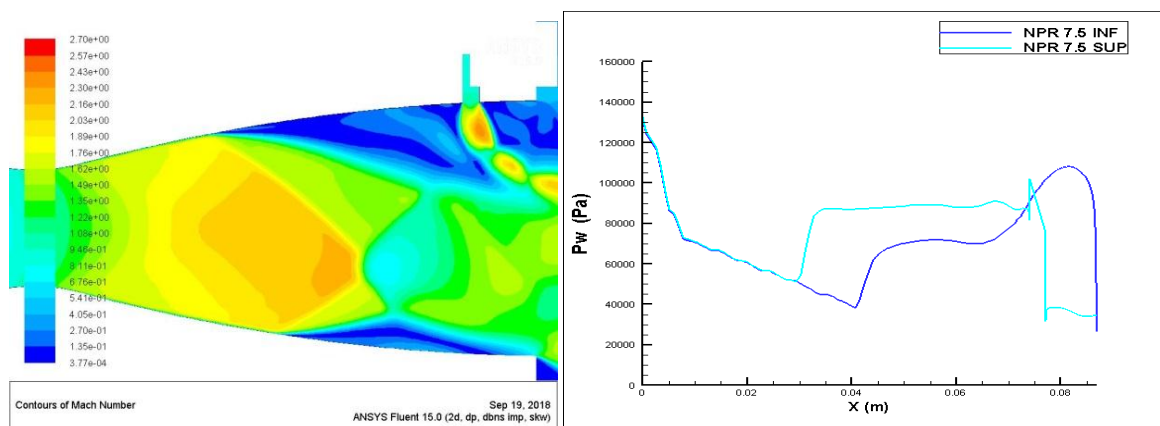 2.70e+00
2.57e+00
2.43e+00
2.30e+00
2.16e+00
2.03e+00
1.89e+00
1.76e+00
1.62e+00
1.49e+00
1.35e+00
1.22e+00
1.08e+00
9.46e-01
8.11e-01
6.76e-01
5.41e-01
4.05e-01
2.70e-01
1.35e-01
3.77e-04
Contours of Mach Number
Sep 19, 2018
ANSYS Fluent 15.0 (2d, dp, dbns imp, skw)
NPR 7.5 INF
NPR 7.5 SUP
160000
140000
120000
100000
80000
60000
40000
20000
0
Pw (Pa)
0 0.02 0.04 0.06 0.08
X (m)